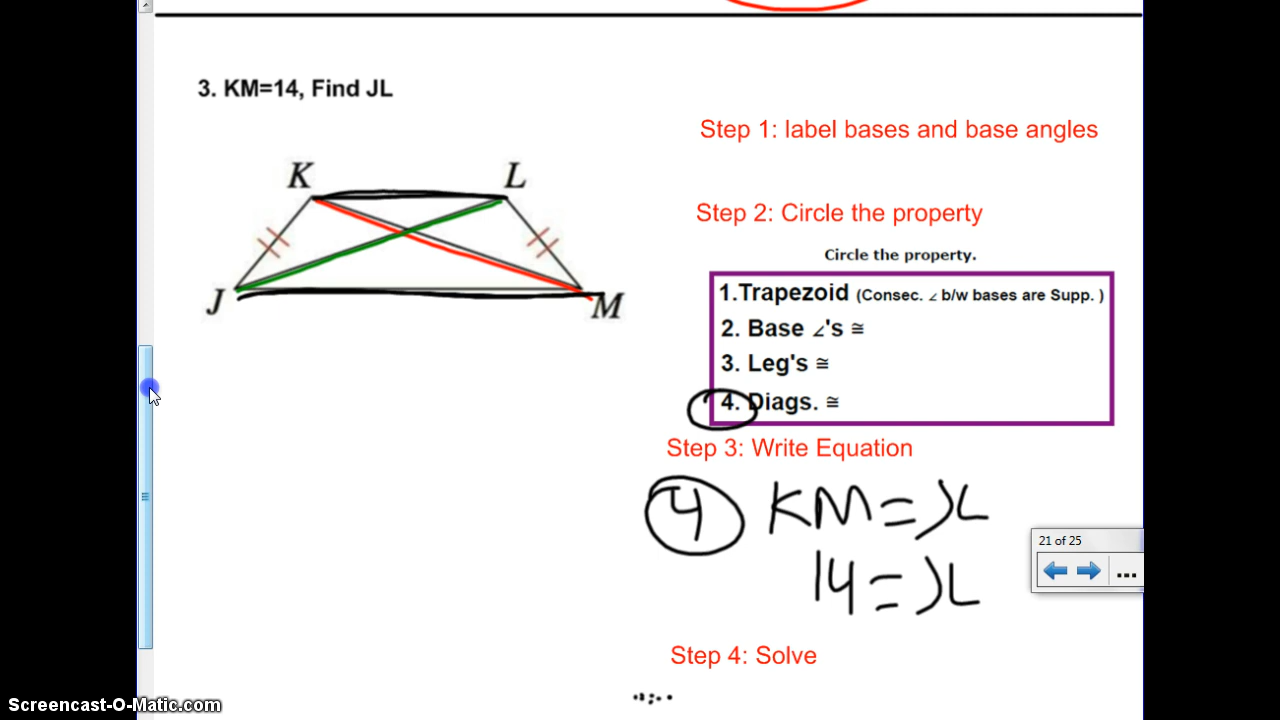 3. KM=14, Find JL
K
L
J
M
Step 1: label bases and base angles
Step 2: Circle the property
Circle the property.
1.Trapezoid (Consec. ∠ b/w bases are Supp. )
2. Base ∠'s ≅
3. Leg's ≅
4. Diags. ≅
Step 3: Write Equation
4 KM=JL
14=JL
21 of 25
...
Step 4: Solve
Screencast-O-Matic.com